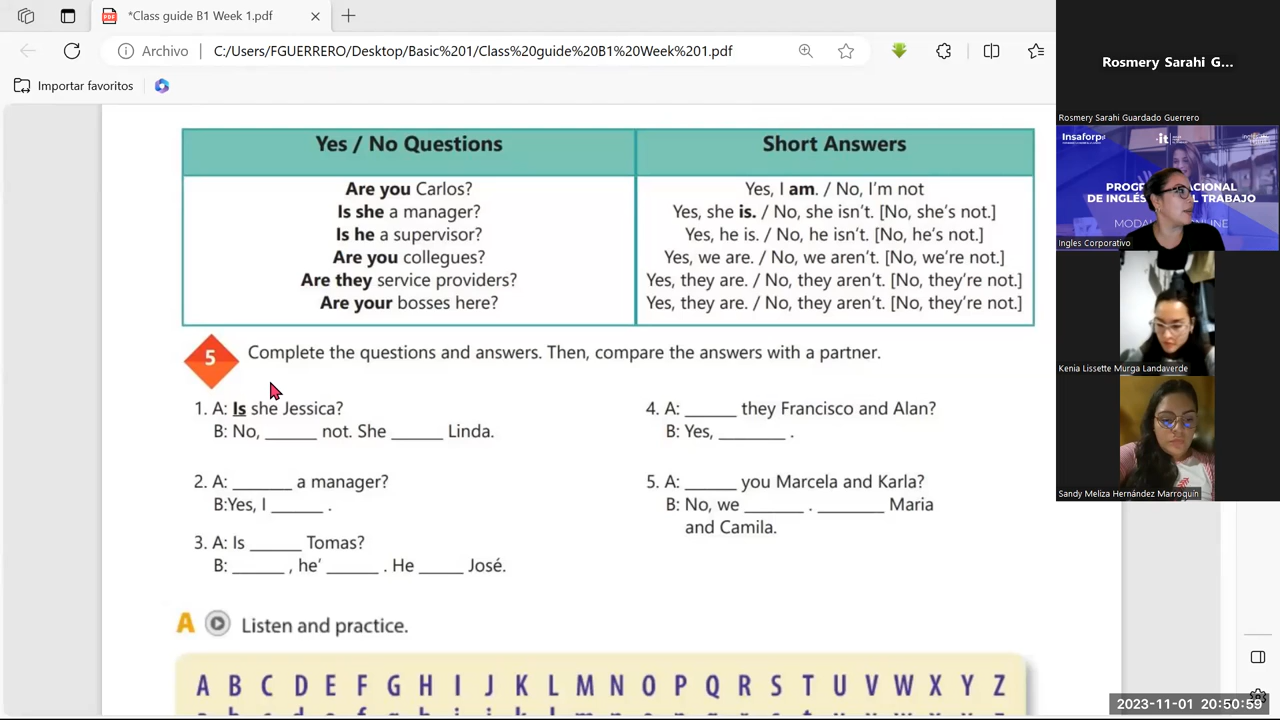 *Class guide B1 Week 1.pdf
Archivo
C:/Users/FGUERRERO/Desktop/Basic%201/Class%20guide%20B1%20Week%201.pdf
Importar favoritos
Yes / No Questions
Short Answers
Are you Carlos?
Yes, I am. / No, I'm not
Is she a manager?
Yes, she is. / No, she isn't. [No, she's not.]
Is he a supervisor?
Yes, he is. / No, he isn't. [No, he's not.]
Are you collegues?
Yes, we are. / No, we aren't. [No, we're not.]
Are they service providers?
Yes, they are. / No, they aren't. [No, they're not.]
Are your bosses here?
Yes, they are. / No, they aren't. [No, they're not.]
5 Complete the questions and answers. Then, compare the answers with a partner.
1. A: Is she Jessica?
B: No, ______ not. She ______ Linda.
2. A: _______ a manager?
B:Yes, I ______ .
3. A: Is ______ Tomas?
B: ______ , he' ______ . He _____ José.
4. A: ______ they Francisco and Alan?
B: Yes, ________ .
5. A: ______ you Marcela and Karla?
B: No, we _______ . ________ Maria
and Camila.
A Listen and practice.
A B C D E F G H I J K L M N O P Q R S T U V W X Y Z
Rosmery Sarahi G...
Rosmery Sarahi Guardado Guerrero
Insaforp
Ingles Corporativo
Kenia Lissette Murga Landaverde
Sandy Meliza Hernández Marroquín
2023-11-01 20:50:59